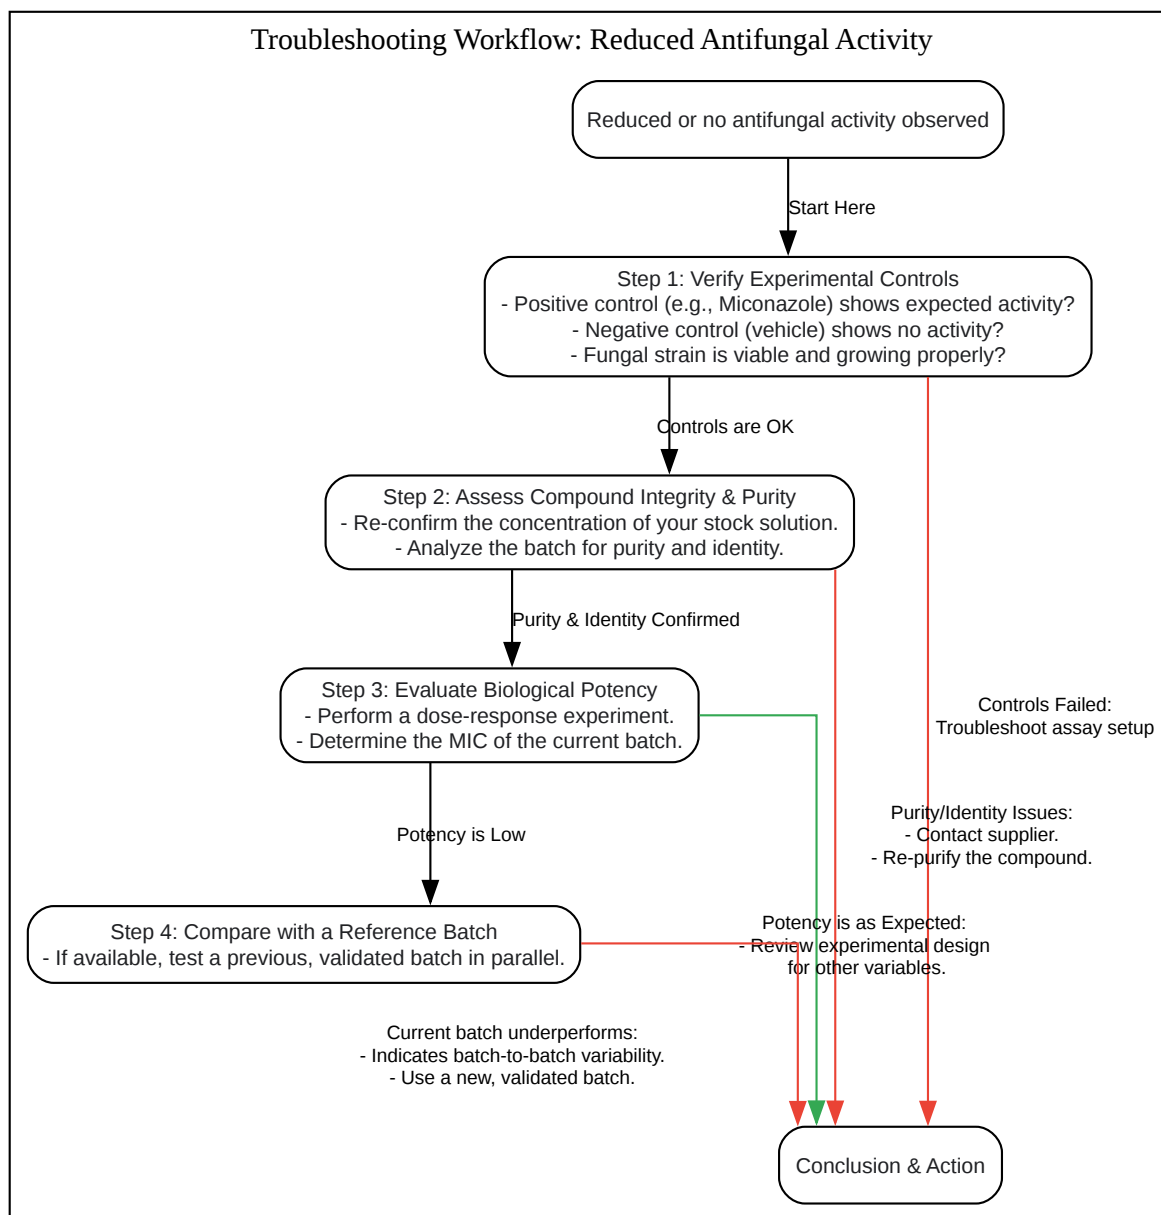 Troubleshooting Workflow: Reduced Antifungal Activity
Reduced or no antifungal activity observed
Start Here
Step 1: Verify Experimental Controls
- Positive control (e.g., Miconazole) shows expected activity?
- Negative control (vehicle) shows no activity?
- Fungal strain is viable and growing properly?
Controls are OK
Step 2: Assess Compound Integrity & Purity
- Re-confirm the concentration of your stock solution.
- Analyze the batch for purity and identity.
Purity & Identity Confirmed
Step 3: Evaluate Biological Potency
- Perform a dose-response experiment.
- Determine the MIC of the current batch.
Controls Failed:
Troubleshoot assay setup
Purity/Identity Issues:
- Contact supplier.
- Re-purify the compound.
Potency is Low
Step 4: Compare with a Reference Batch
- If available, test a previous, validated batch in parallel.
Potency is as Expected:
- Review experimental design
for other variables.
Current batch underperforms:
- Indicates batch-to-batch variability.
- Use a new, validated batch.
Conclusion & Action